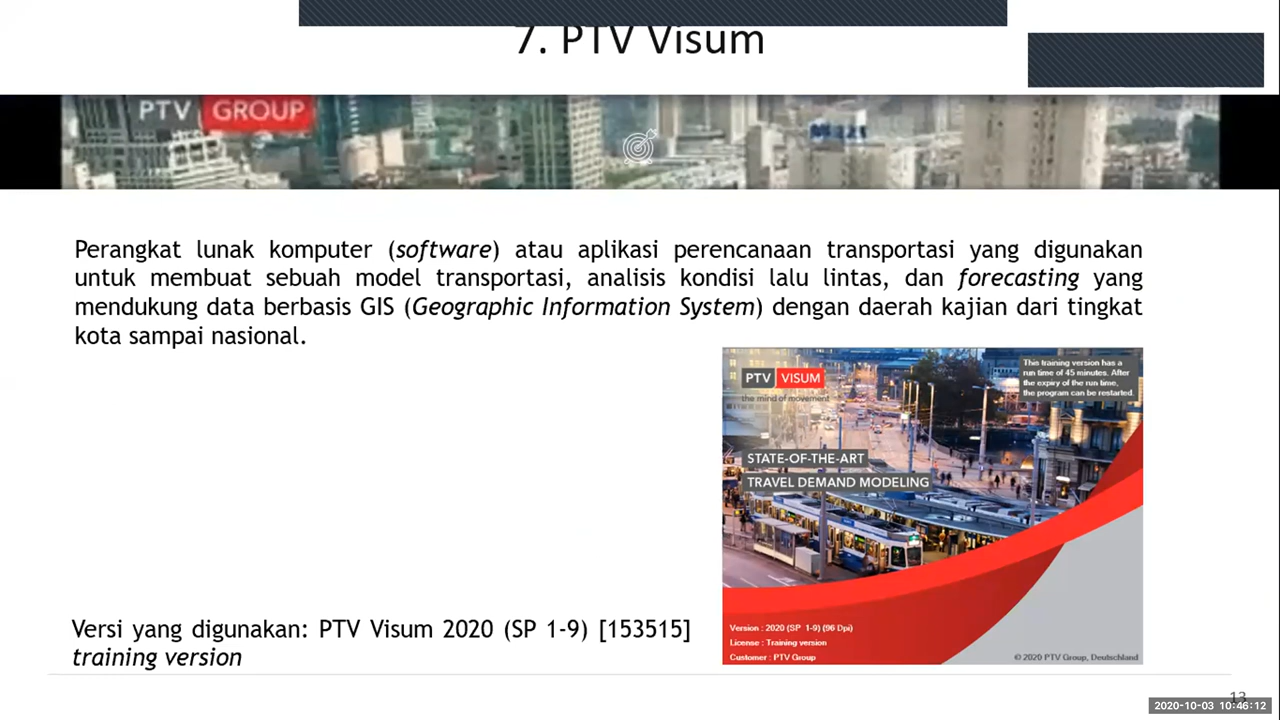 7. PTV Visum
PTV GROUP
Perangkat lunak komputer (software) atau aplikasi perencanaan transportasi yang digunakan
untuk membuat sebuah model transportasi, analisis kondisi lalu lintas, dan forecasting yang
mendukung data berbasis GIS (Geographic Information System) dengan daerah kajian dari tingkat
kota sampai nasional.
This training version has a
run time of 45 minutes. After
the expiry of the run time,
the program can be restarted.
PTV VISUM
the mind of movement
STATE-OF-THE-ART
TRAVEL DEMAND MODELING
Version : 2020 (SP 1-9) (96 Dpi)
License : Training version
Customer : PTV Group
© 2020 PTV Group, Deutschland
Versi yang digunakan: PTV Visum 2020 (SP 1-9) [153515]
training version
13
2020-10-03 10:46:12